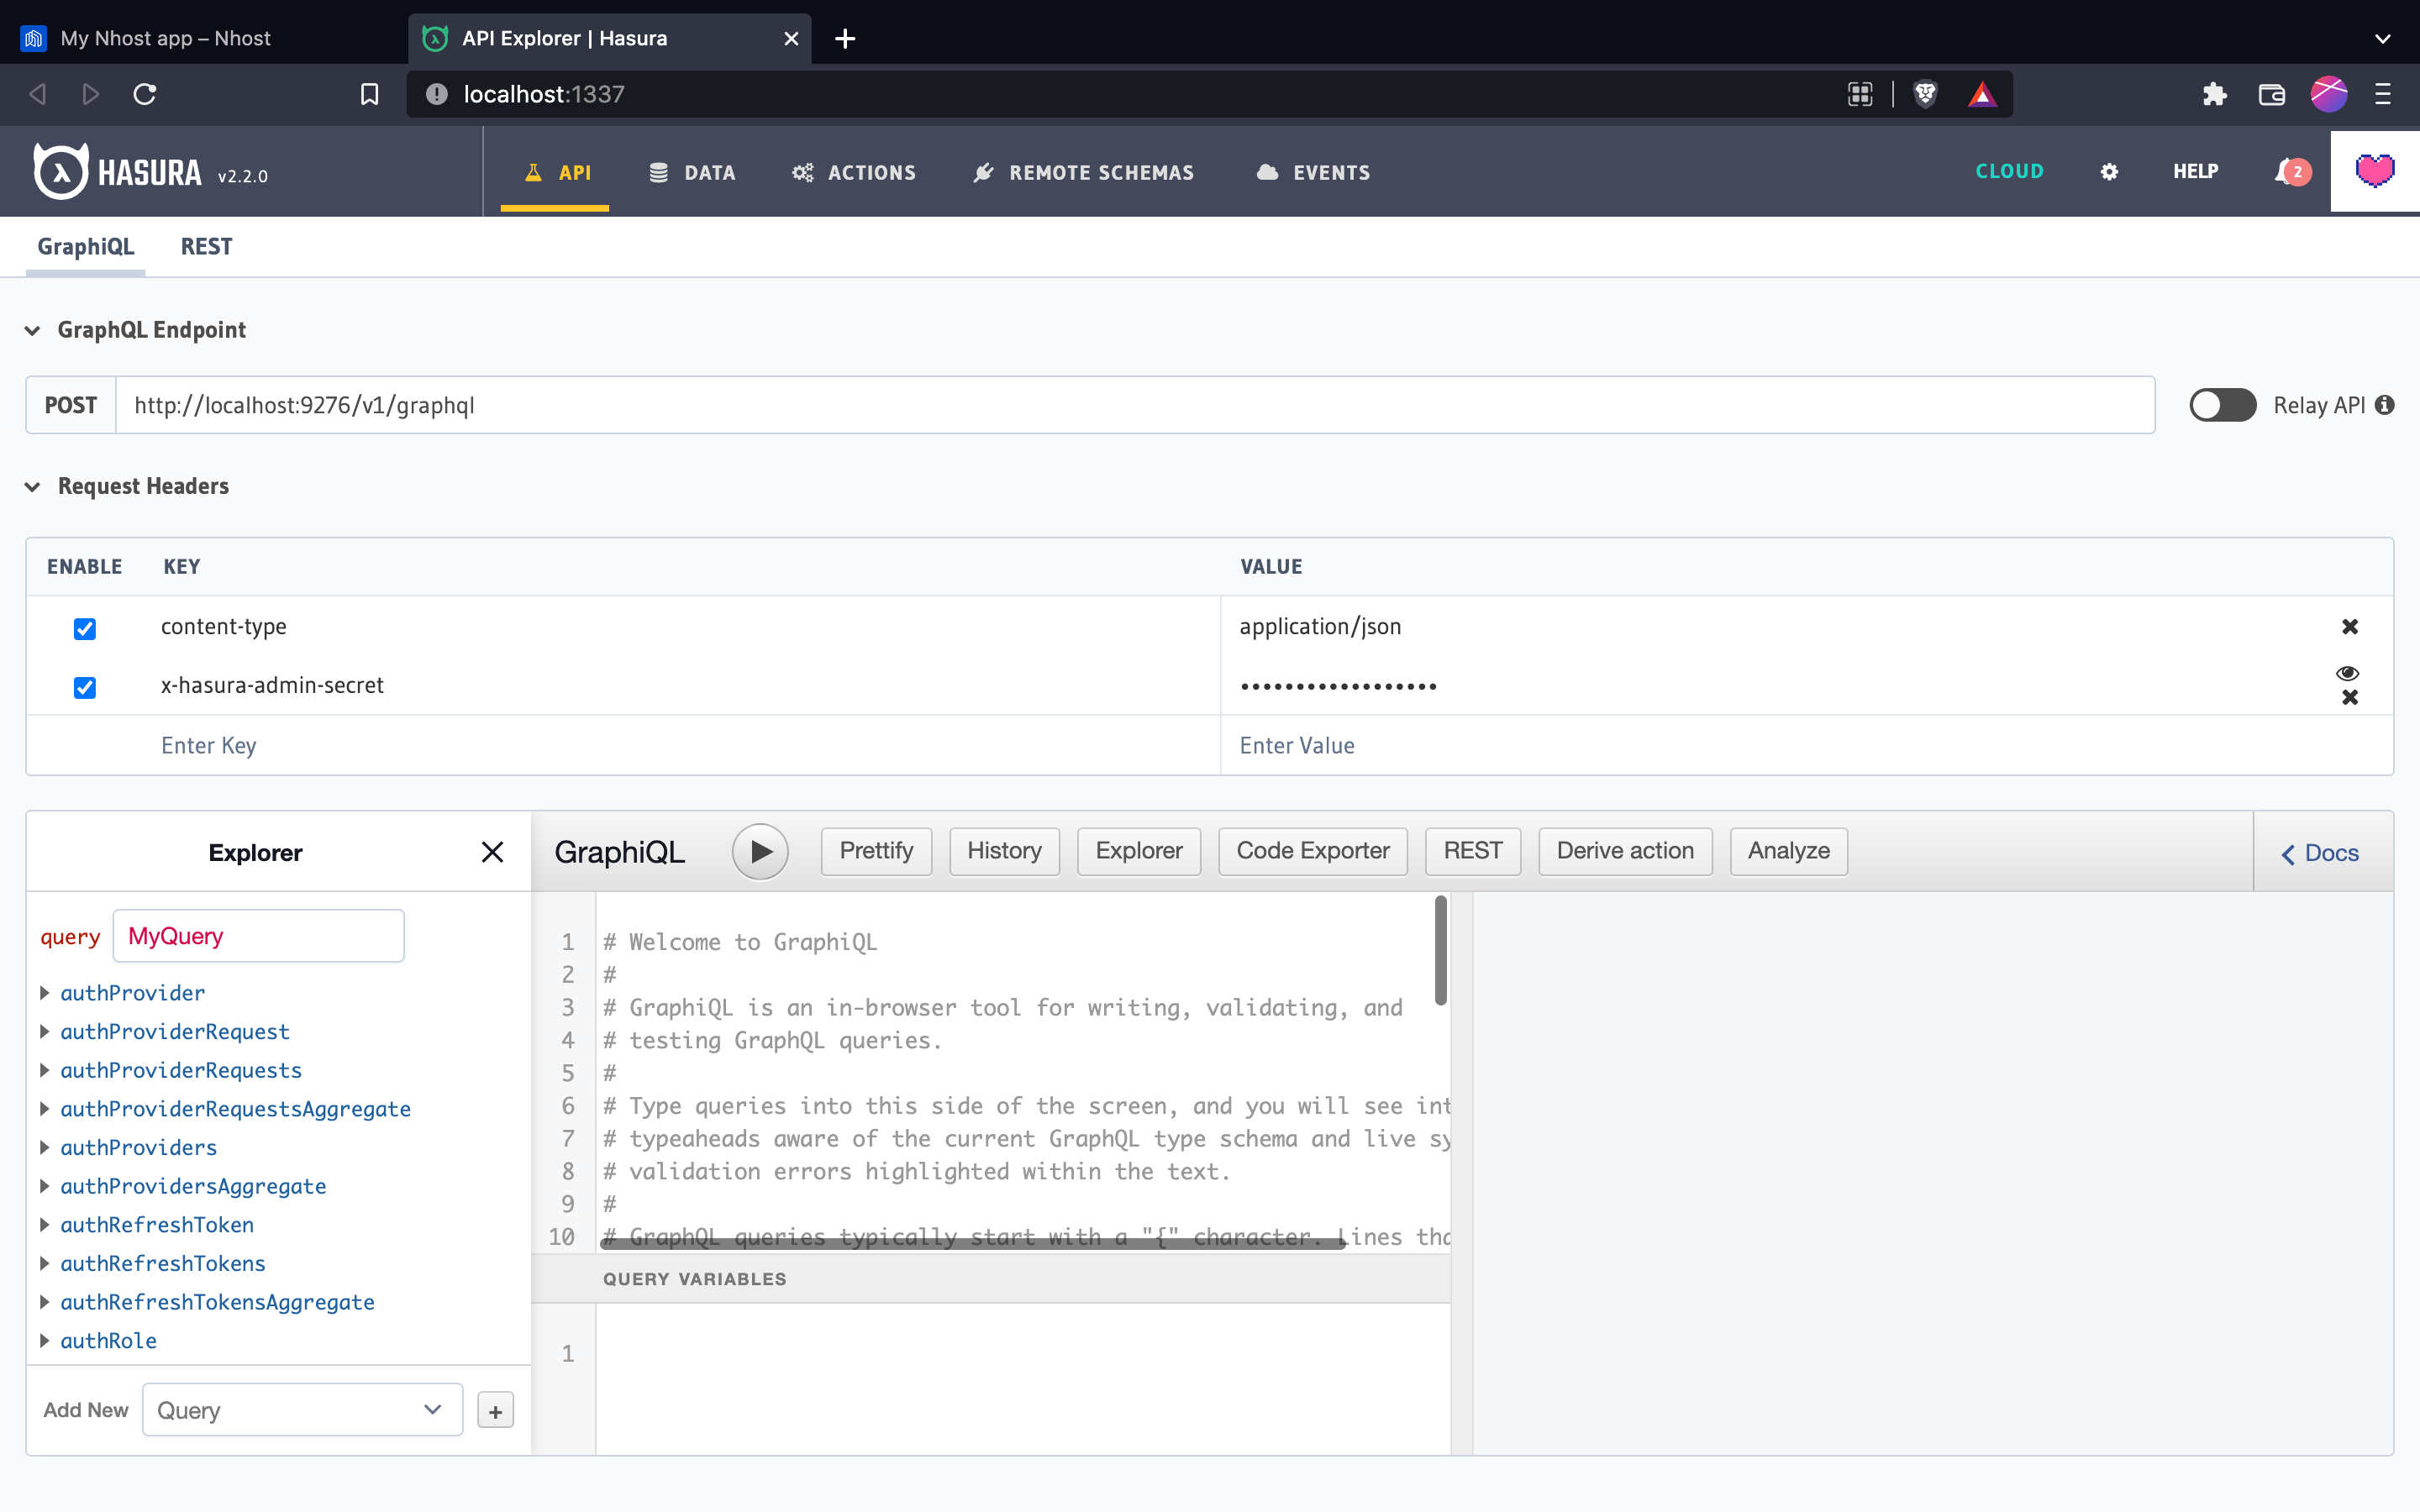 My Nhost app – Nhost
API Explorer | Hasura
localhost:1337
HASURA v2.2.0
API
DATA
ACTIONS
REMOTE SCHEMAS
EVENTS
CLOUD
HELP
2
GraphiQL
REST
GraphQL Endpoint
POST http://localhost:9276/v1/graphql
Relay API
Request Headers
ENABLE KEY VALUE
content-type application/json
x-hasura-admin-secret ••••••••••••••••••
Enter Key Enter Value
Explorer
GraphiQL
Prettify
History
Explorer
Code Exporter
REST
Derive action
Analyze
Docs
query MyQuery
authProvider
authProviderRequest
authProviderRequests
authProviderRequestsAggregate
authProviders
authProvidersAggregate
authRefreshToken
authRefreshTokens
authRefreshTokensAggregate
authRole
Add New Query +
1 # Welcome to GraphiQL
2 #
3 # GraphiQL is an in-browser tool for writing, validating, and
4 # testing GraphQL queries.
5 #
6 # Type queries into this side of the screen, and you will see int
7 # typeaheads aware of the current GraphQL type schema and live sy
8 # validation errors highlighted within the text.
9 #
10 # GraphQL queries typically start with a "{" character. Lines tha
QUERY VARIABLES
1